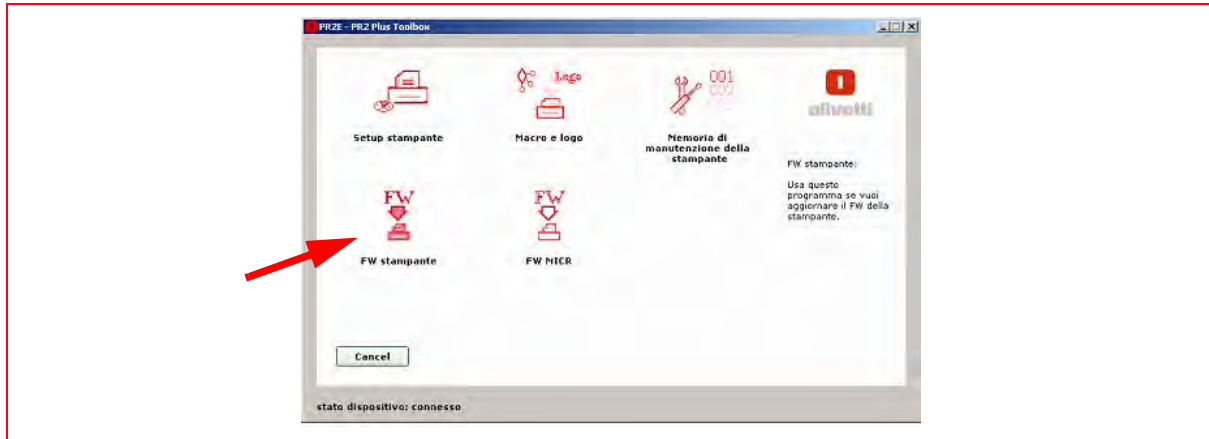 PR2E - PR2 Plus Toolbox
Logo
001
002
Setup stampante
Macro e logo
Memoria di
manutenzione della
stampante
olivetti
FW stampante:
Usa questo
programma se vuoi
aggiornare il FW della
stampante.
FW
FW
FW stampante
FW MICR
Cancel
stato dispositivo: connesso